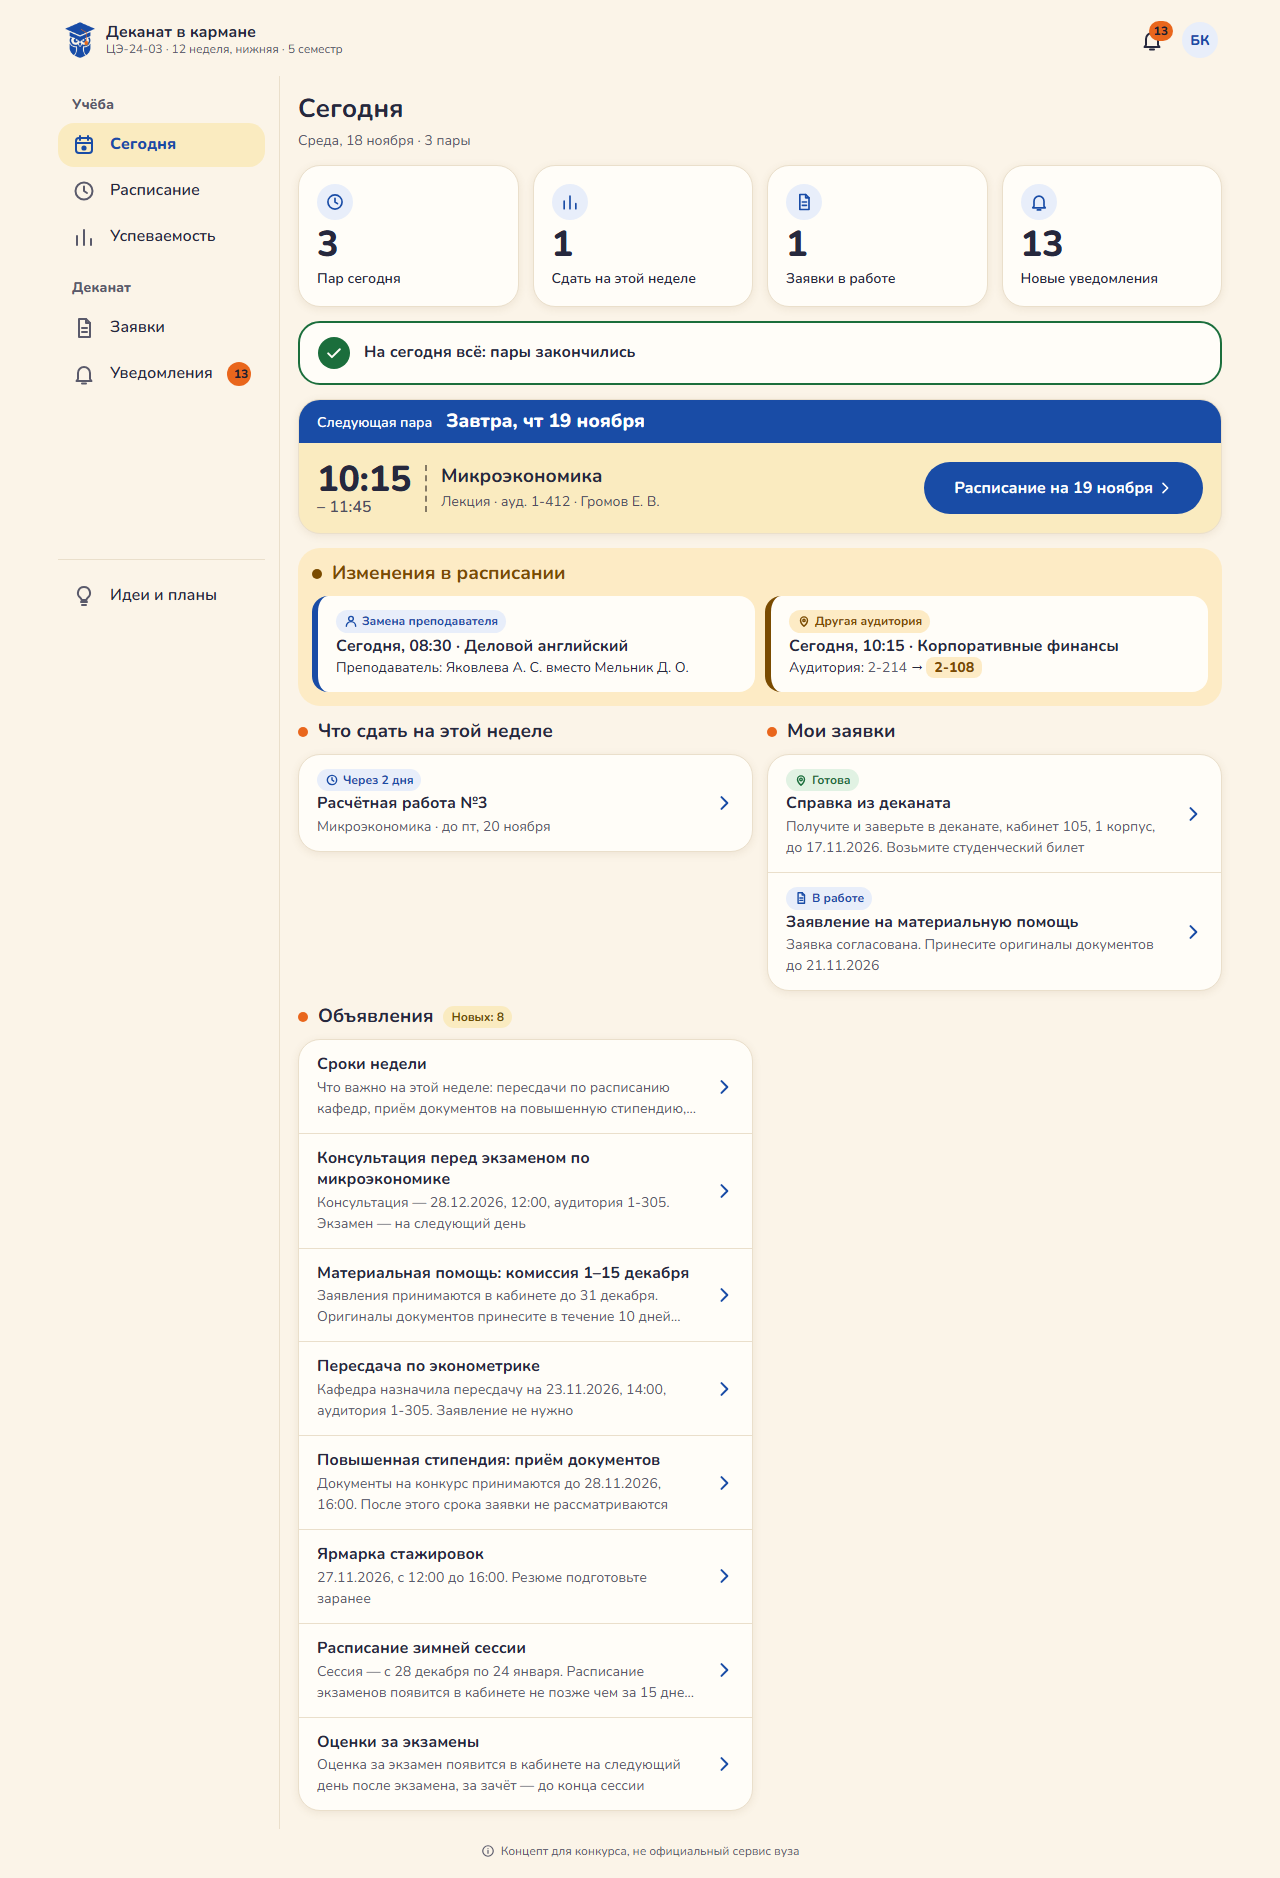 Деканат в кармане
ЦЭ-24-03 · 12 неделя, нижняя · 5 семестр
13
БК
Учёба
Сегодня
Расписание
Успеваемость
Деканат
Заявки
Уведомления 13
Идеи и планы
Сегодня
Среда, 18 ноября · 3 пары
3
Пар сегодня
1
Сдать на этой неделе
1
Заявки в работе
13
Новые уведомления
На сегодня всё: пары закончились
Следующая пара Завтра, чт 19 ноября
10:15
– 11:45
Микроэкономика
Лекция · ауд. 1-412 · Громов Е. В.
Расписание на 19 ноября
Изменения в расписании
Замена преподавателя
Сегодня, 08:30 · Деловой английский
Преподаватель: Яковлева А. С. вместо Мельник Д. О.
Другая аудитория
Сегодня, 10:15 · Корпоративные финансы
Аудитория: 2-214 → 2-108
Что сдать на этой неделе
Через 2 дня
Расчётная работа №3
Микроэкономика · до пт, 20 ноября
Мои заявки
Готова
Справка из деканата
Получите и заверьте в деканате, кабинет 105, 1 корпус,
до 17.11.2026. Возьмите студенческий билет
В работе
Заявление на материальную помощь
Заявка согласована. Принесите оригиналы документов
до 21.11.2026
Объявления Новых: 8
Сроки недели
Что важно на этой неделе: пересдачи по расписанию
кафедр, приём документов на повышенную стипендию,...
Консультация перед экзаменом по
микроэкономике
Консультация — 28.12.2026, 12:00, аудитория 1-305.
Экзамен — на следующий день
Материальная помощь: комиссия 1–15 декабря
Заявления принимаются в кабинете до 31 декабря.
Оригиналы документов принесите в течение 10 дней...
Пересдача по эконометрике
Кафедра назначила пересдачу на 23.11.2026, 14:00,
аудитория 1-305. Заявление не нужно
Повышенная стипендия: приём документов
Документы на конкурс принимаются до 28.11.2026,
16:00. После этого срока заявки не рассматриваются
Ярмарка стажировок
27.11.2026, с 12:00 до 16:00. Резюме подготовьте
заранее
Расписание зимней сессии
Сессия — с 28 декабря по 24 января. Расписание
экзаменов появится в кабинете не позже чем за 15 дне...
Оценки за экзамены
Оценка за экзамен появится в кабинете на следующий
день после экзамена, за зачёт — до конца сессии
Концепт для конкурса, не официальный сервис вуза